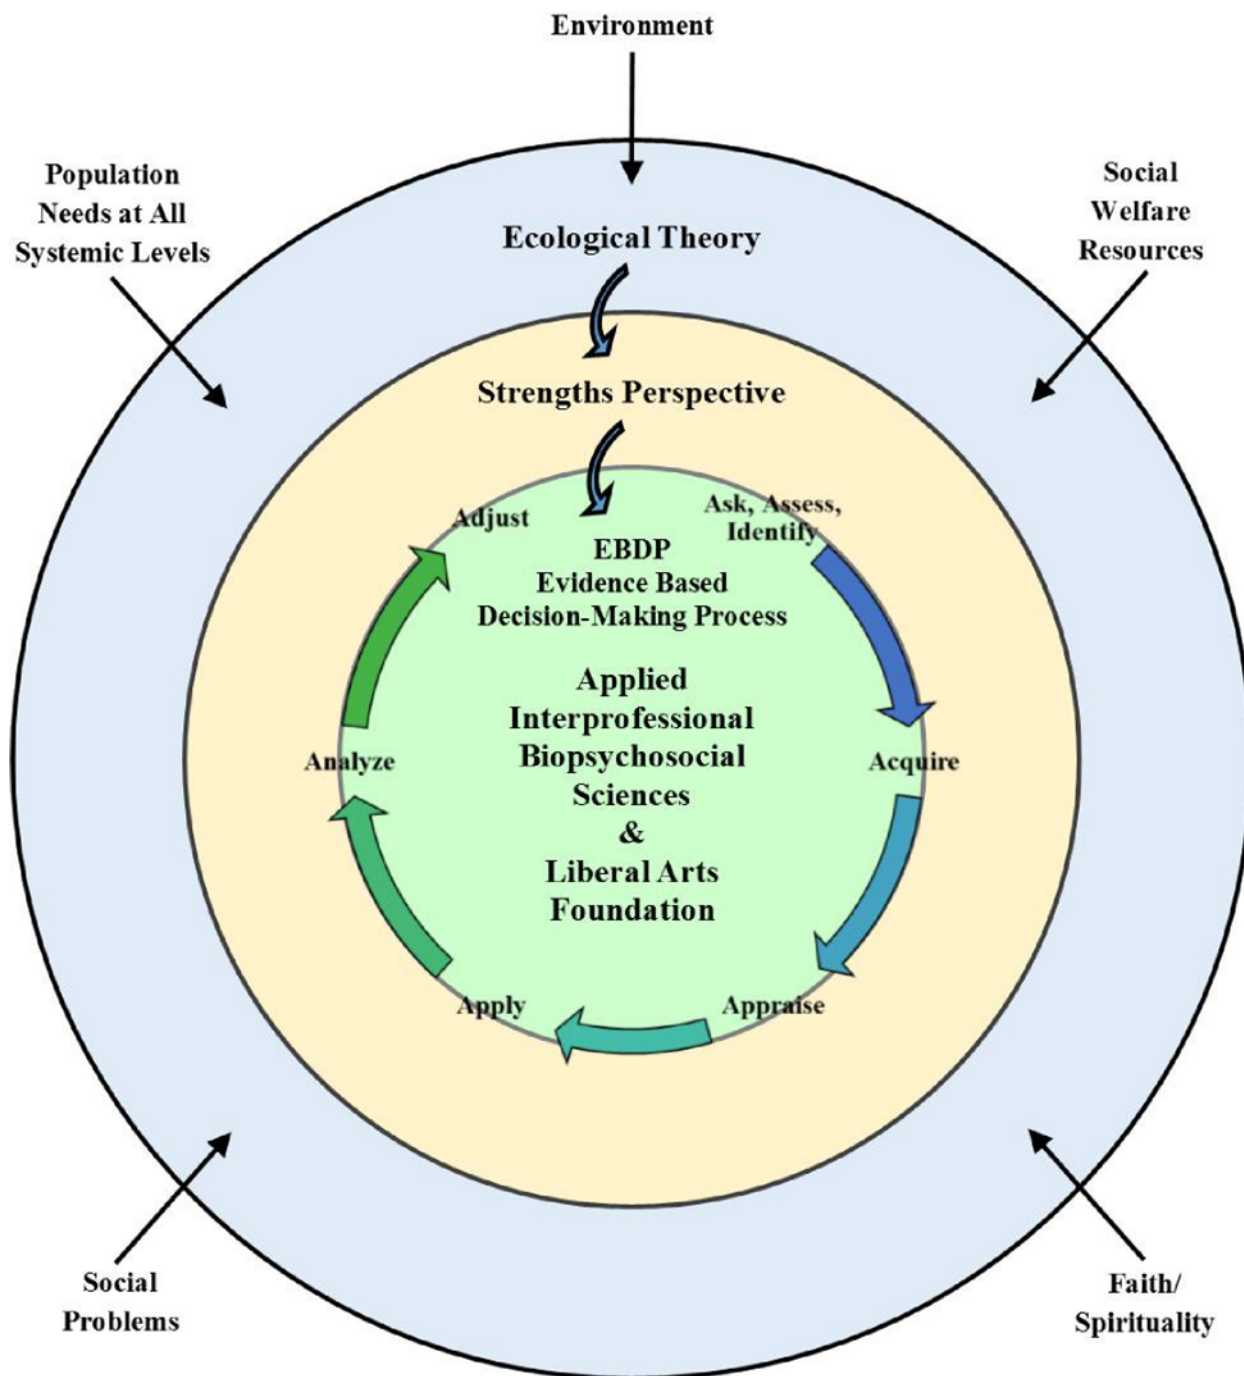 Environment
Population
Needs at All
Systemic Levels
Social
Welfare
Resources
Ecological Theory
Strengths Perspective
Adjust
Ask, Assess,
Identify
EBDP
Evidence Based
Decision-Making Process
Applied
Interprofessional
Biopsychosocial
Sciences
&
Liberal Arts
Foundation
Analyze
Acquire
Apply
Appraise
Social
Problems
Faith/
Spirituality